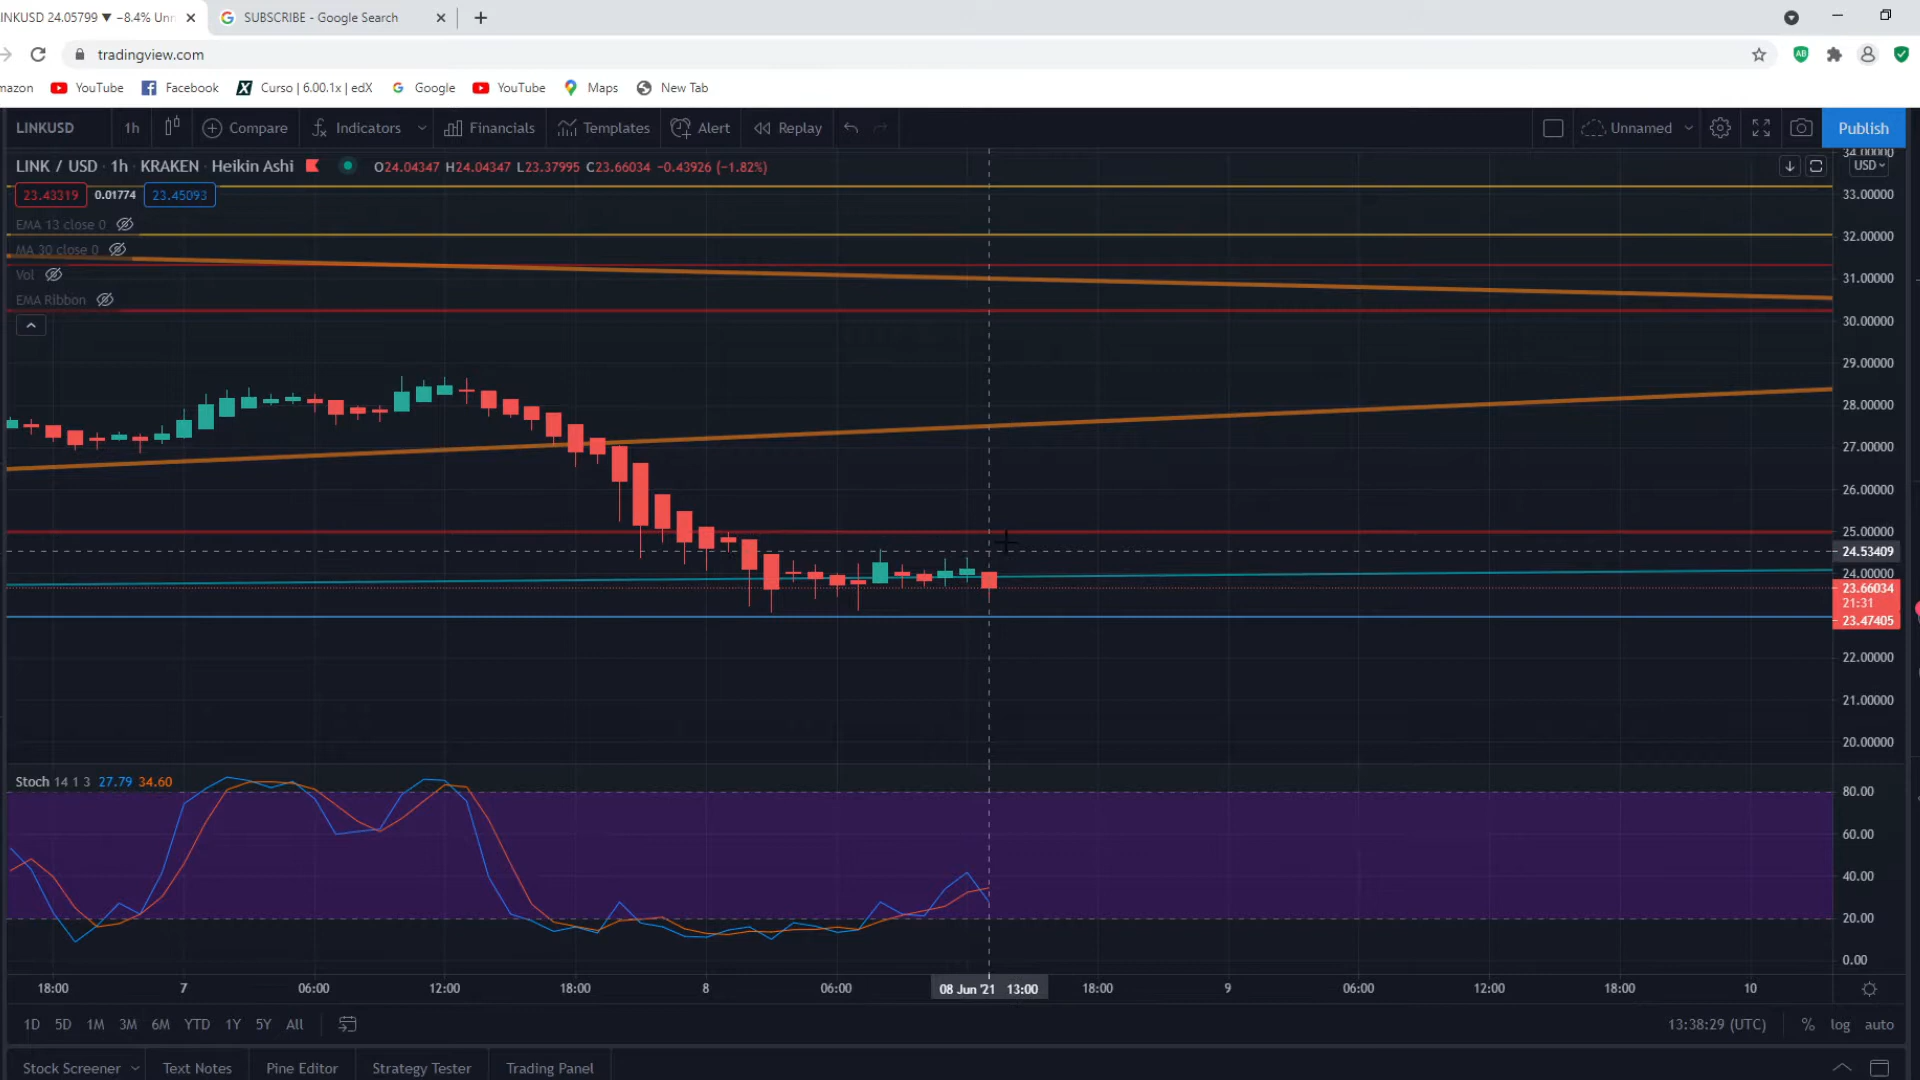 LINKUSD 24.05799 ▼ −8.4% Unn
SUBSCRIBE - Google Search
tradingview.com
mazon YouTube Facebook Curso | 6.00.1x | edX Google YouTube Maps New Tab
LINKUSD 1h Compare Indicators Financials Templates Alert Replay Unnamed Publish
LINK / USD · 1h · KRAKEN · Heikin Ashi O24.04347 H24.04347 L23.37995 C23.66034 −0.43926 (−1.82%)
USD
23.43319 0.01774 23.45093
EMA 13 close 0
MA 30 close 0
Vol
EMA Ribbon
34.00000
33.00000
32.00000
31.00000
30.00000
29.00000
28.00000
27.00000
26.00000
25.00000
24.53409
24.00000
23.66034
21:31
23.47405
22.00000
21.00000
20.00000
Stoch 14 1 3 27.79 34.60
80.00
60.00
40.00
20.00
0.00
18:00 7 06:00 12:00 18:00 8 06:00 08 Jun '21 13:00 18:00 9 06:00 12:00 18:00 10
1D 5D 1M 3M 6M YTD 1Y 5Y All 13:38:29 (UTC) % log auto
Stock Screener Text Notes Pine Editor Strategy Tester Trading Panel